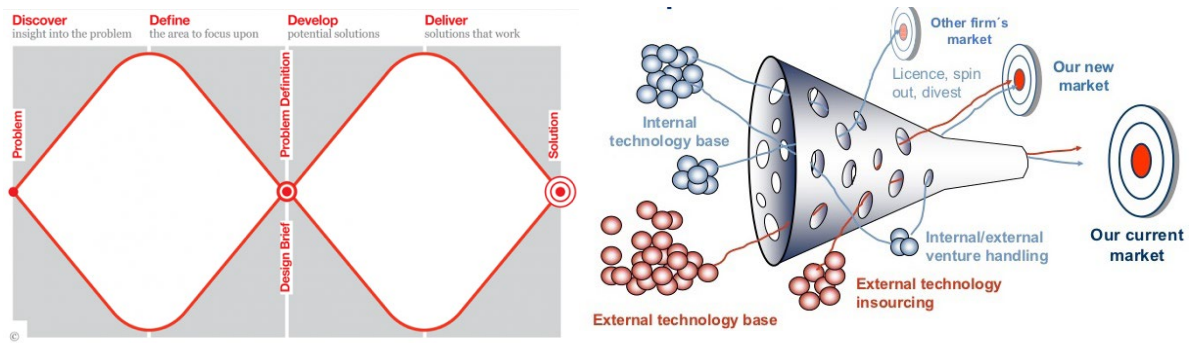 Discover
insight into the problem
Define
the area to focus upon
Develop
potential solutions
Deliver
solutions that work
Problem
Problem Definition
Design Brief
Solution
©
Other firm´s
market
Licence, spin
out, divest
Our new
market
Internal
technology base
Our current
market
Internal/external
venture handling
External technology
insourcing
External technology base